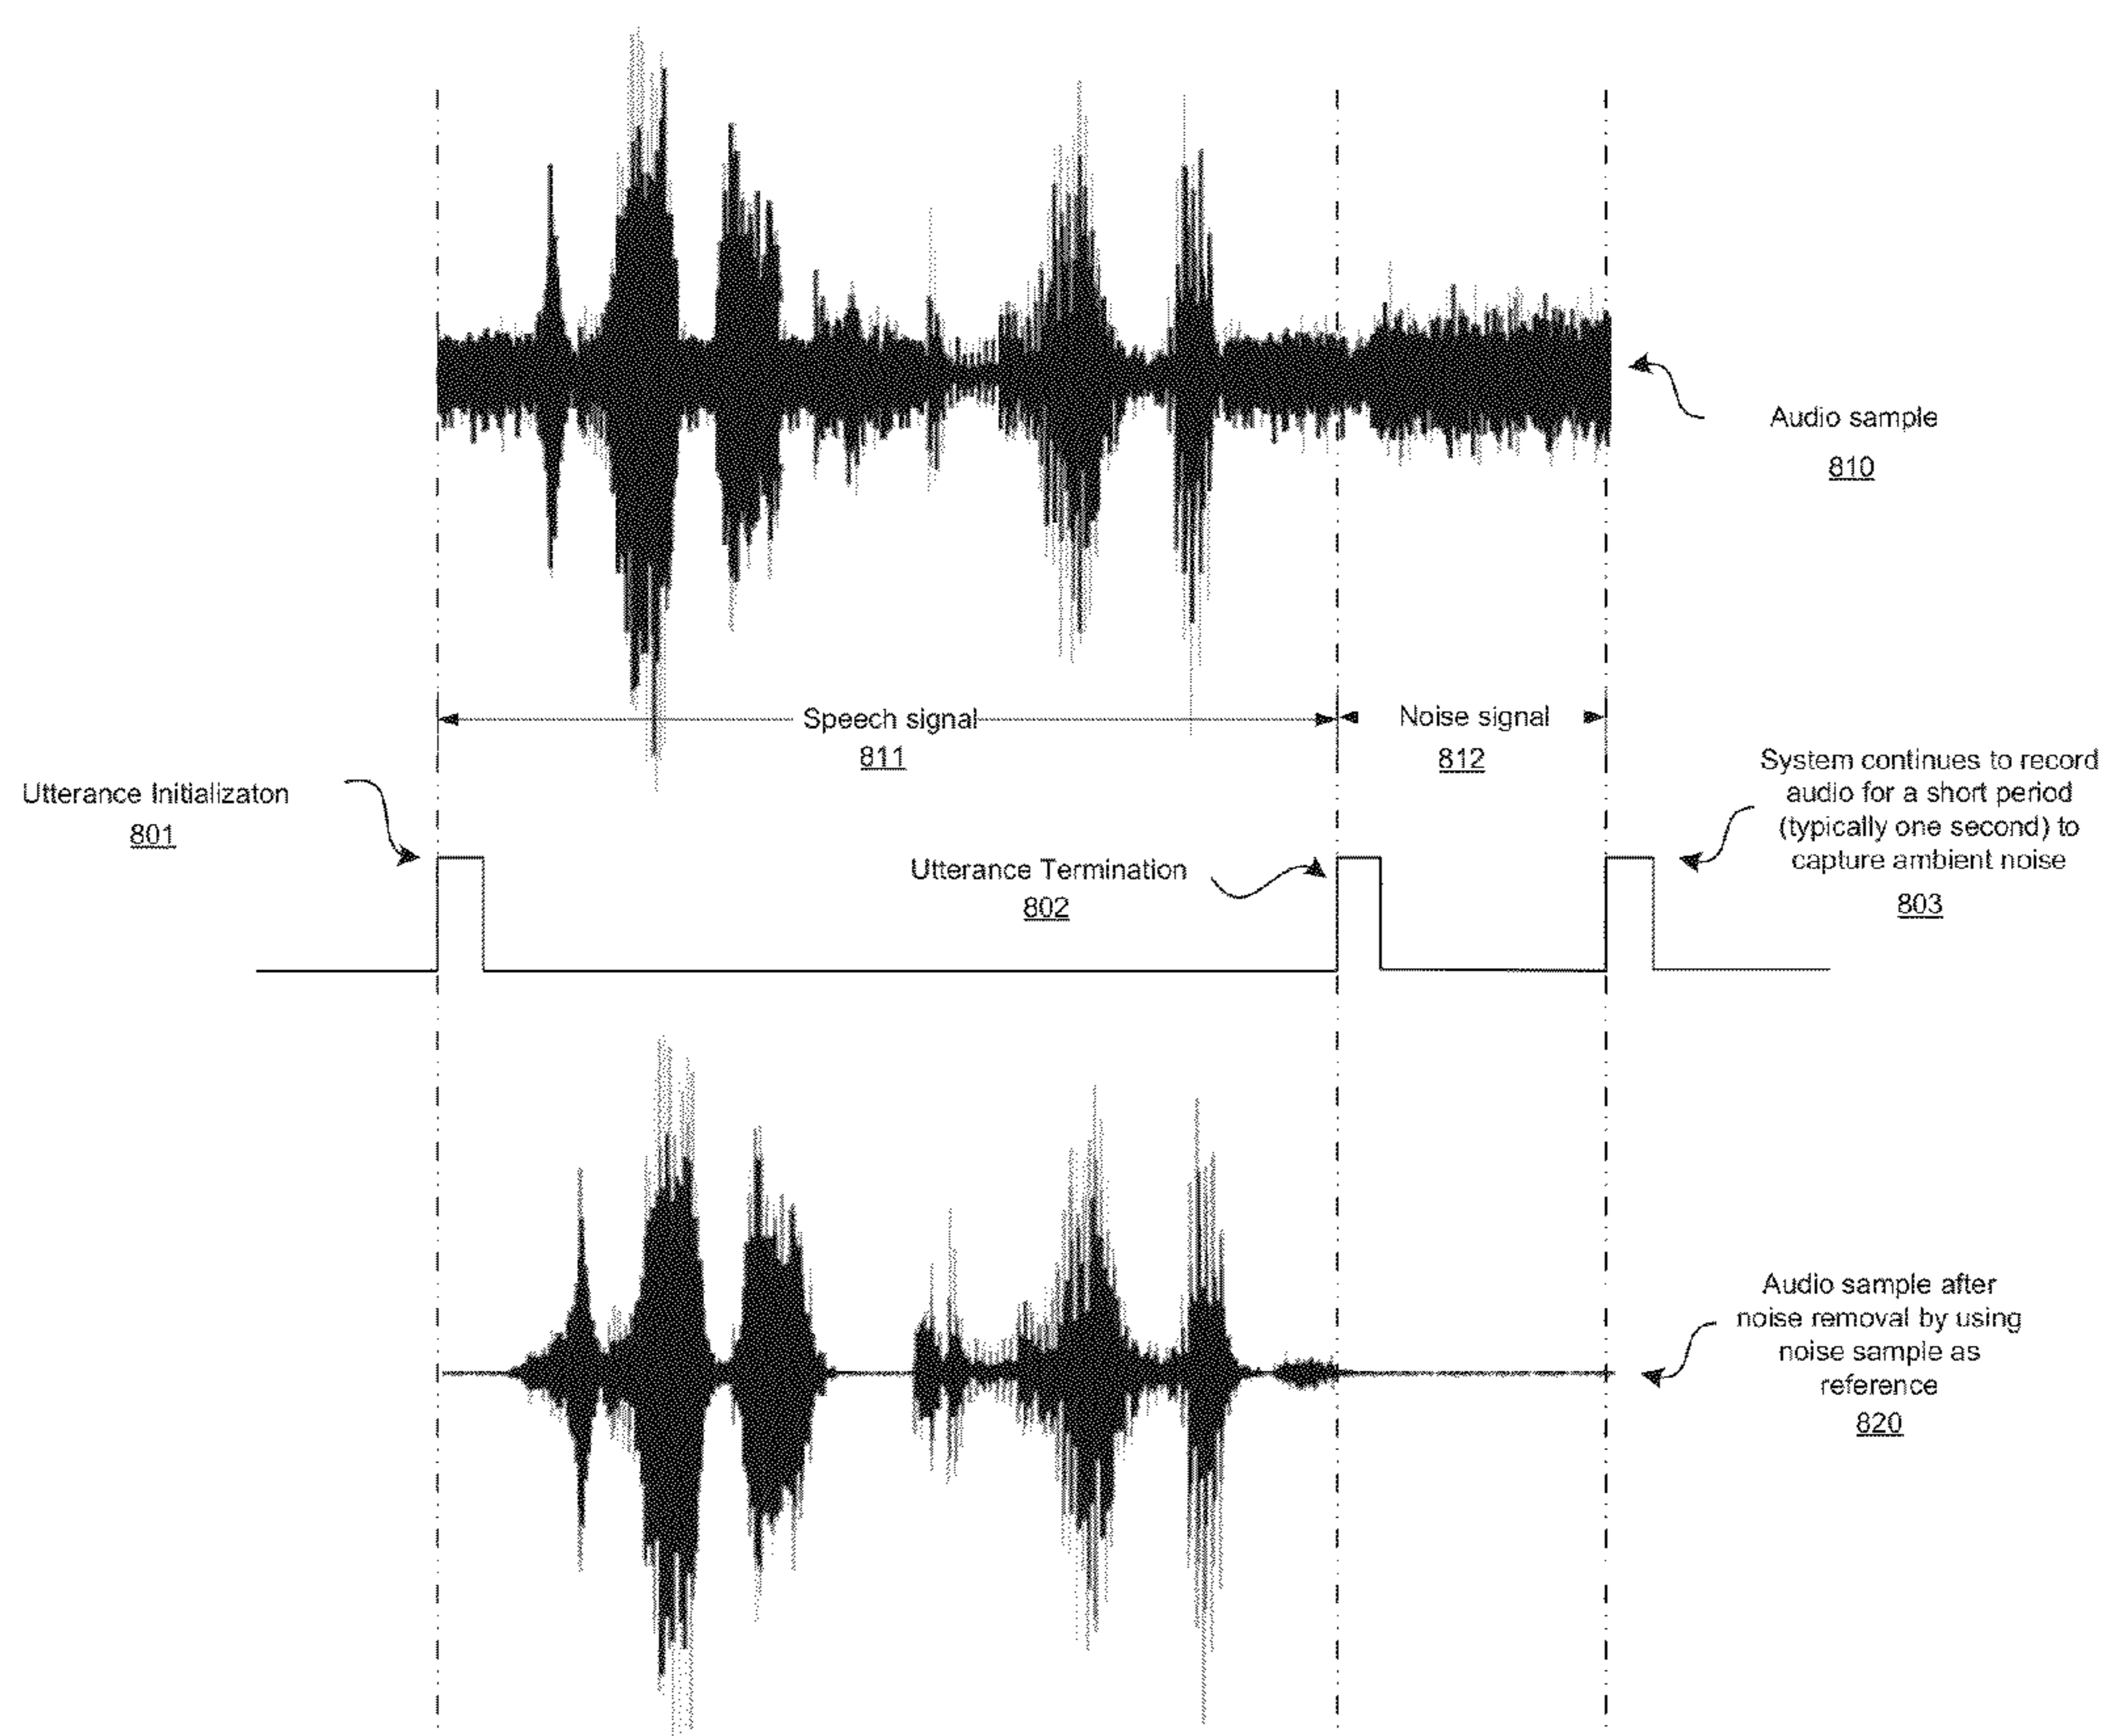 Audio sample
810
Speech signal
811
Noise signal
812
Utterance Initializaton
801
Utterance Termination
802
System continues to record
audio for a short period
(typically one second) to
capture ambient noise
803
Audio sample after
noise removal by using
noise sample as
reference
820